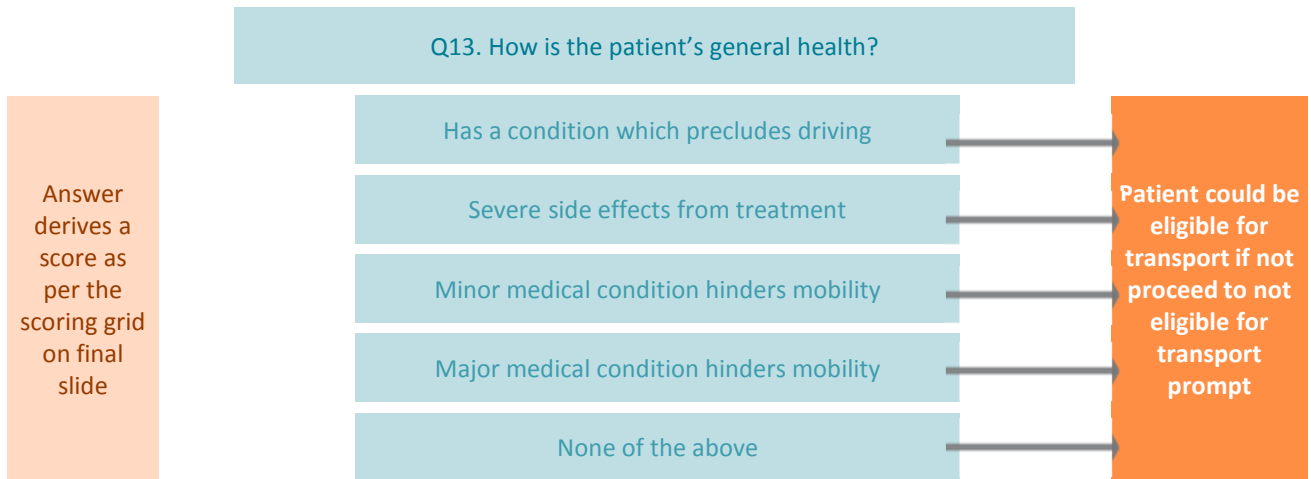 Q13. How is the patient’s general health?
Answer
derives a
score as
per the
scoring grid
on final
slide
Has a condition which precludes driving
Severe side effects from treatment
Minor medical condition hinders mobility
Major medical condition hinders mobility
None of the above
Patient could be
eligible for
transport if not
proceed to not
eligible for
transport
prompt